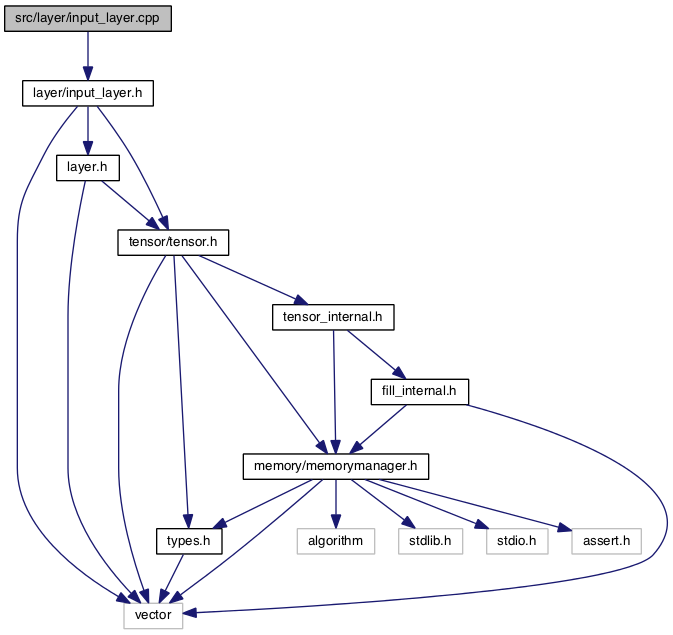 src/layer/input_layer.cpp
layer/input_layer.h
layer.h
tensor/tensor.h
tensor_internal.h
fill_internal.h
memory/memorymanager.h
types.h
algorithm
stdlib.h
stdio.h
assert.h
vector